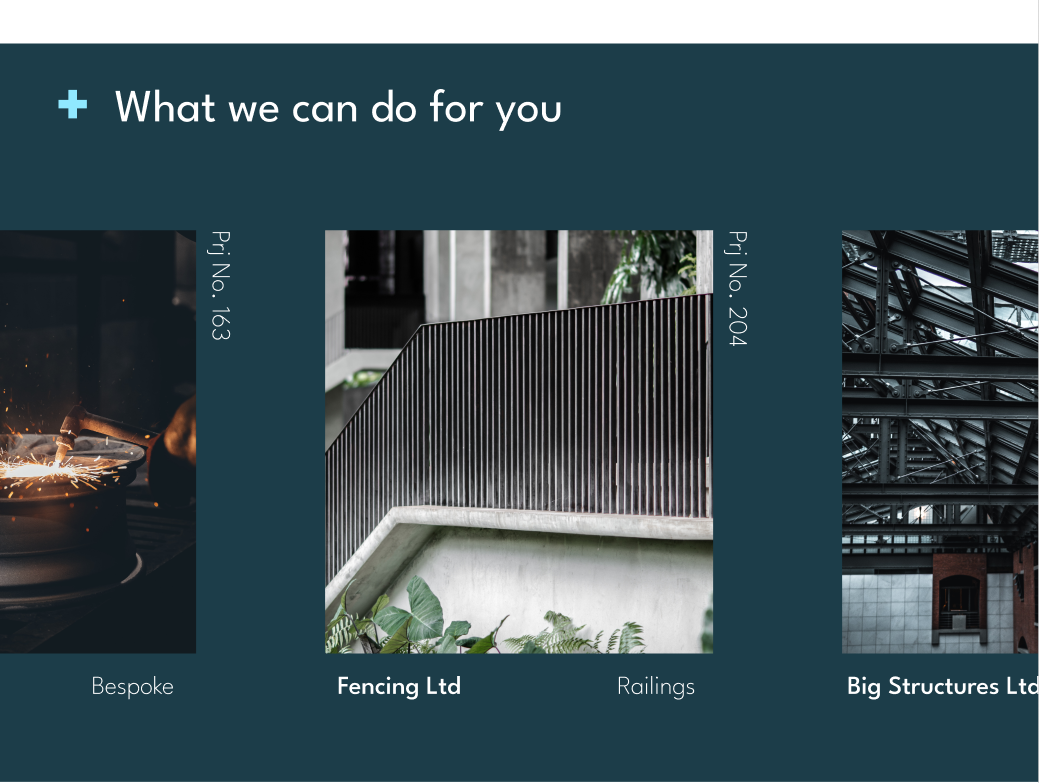 What we can do for you
Prj No. 163
Bespoke
Prj No. 204
Fencing Ltd
Railings
Big Structures Ltd